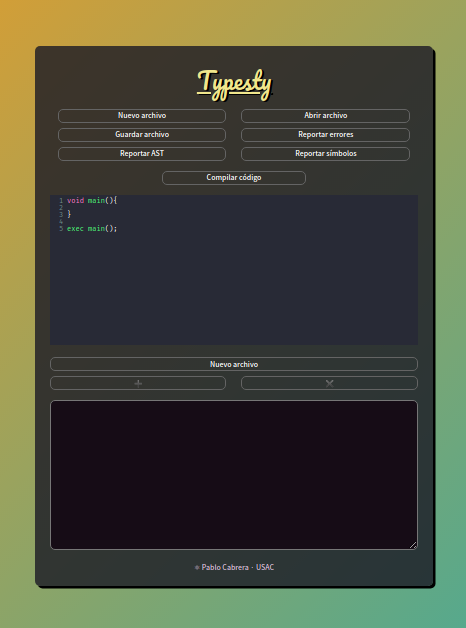 Typesty
Nuevo archivo
Abrir archivo
Guardar archivo
Reportar errores
Reportar AST
Reportar símbolos
Compilar código
1 void main(){
2
3 }
4
5 exec main();
Nuevo archivo
Pablo Cabrera · USAC